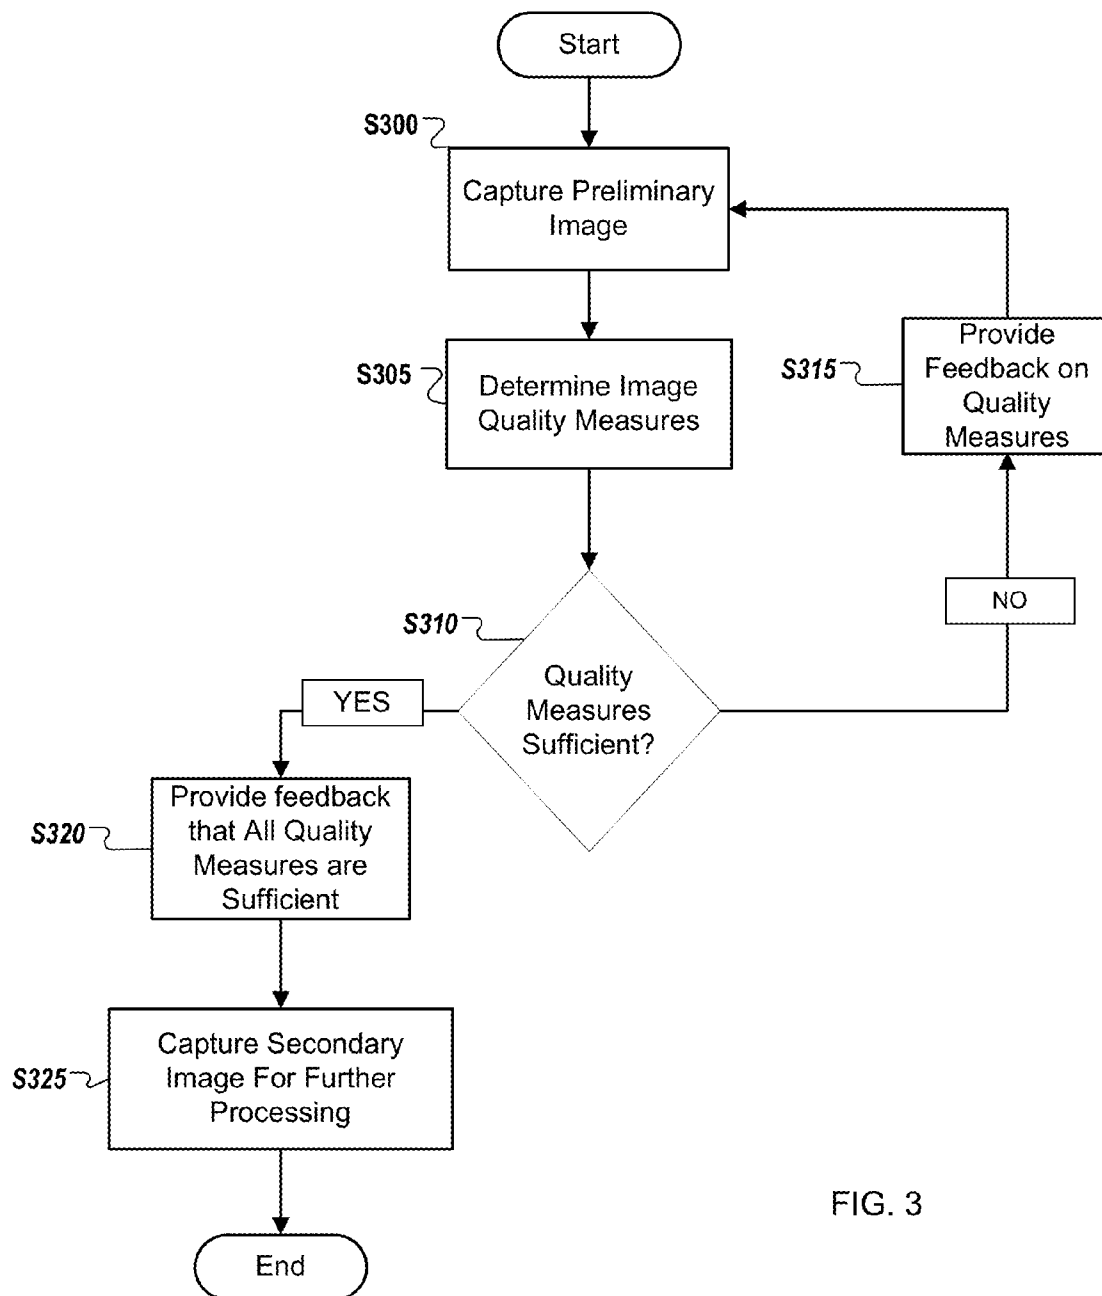 Start
S300
Capture Preliminary
Image
S305
Determine Image
Quality Measures
S315
Provide
Feedback on
Quality
Measures
NO
S310
Quality
Measures
Sufficient?
YES
S320
Provide feedback
that All Quality
Measures are
Sufficient
S325
Capture Secondary
Image For Further
Processing
End
FIG. 3